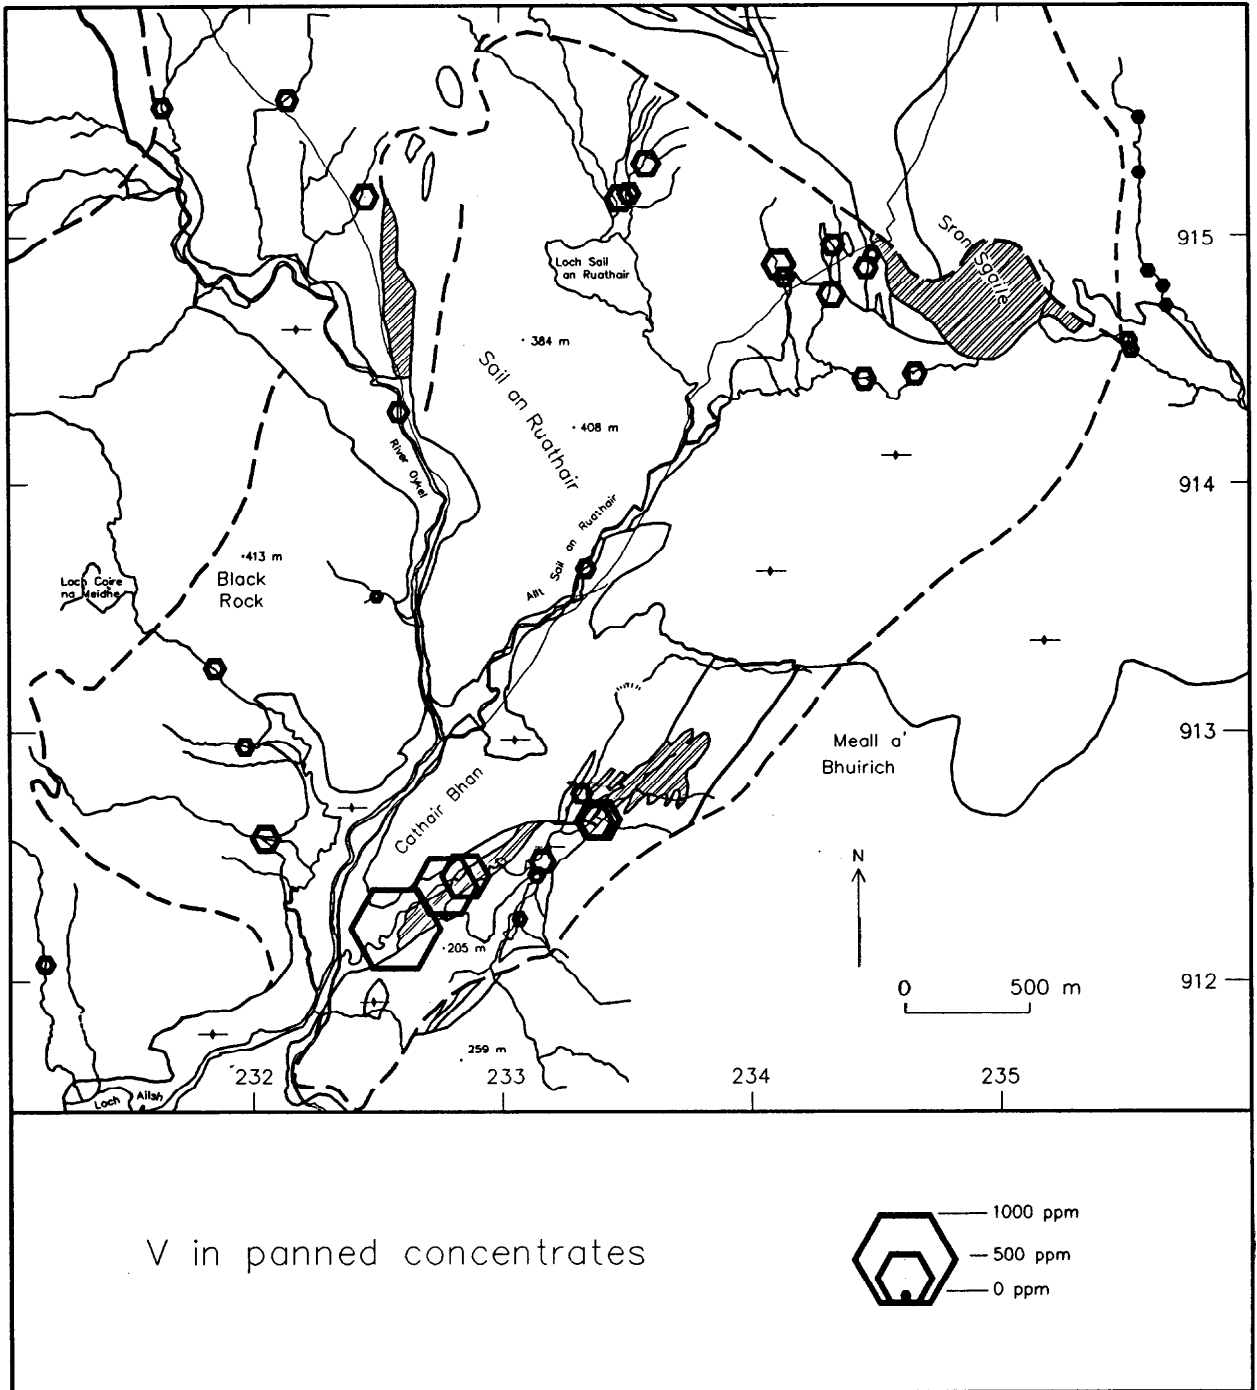 Sron
Sgaile
915
Loch Sail
an Ruathair
384 m
Sail an Ruathair
408 m
River Oykel
914
Allt Sail an Ruathair
413 m
Black
Rock
Loch Coire
na Meidhe
913
Meall a'
Bhuirich
Cathair Bhan
N
205 m
912
0 500 m
259 m
232 233 234 235
Loch Ailsh
V in panned concentrates
1000 ppm
500 ppm
0 ppm